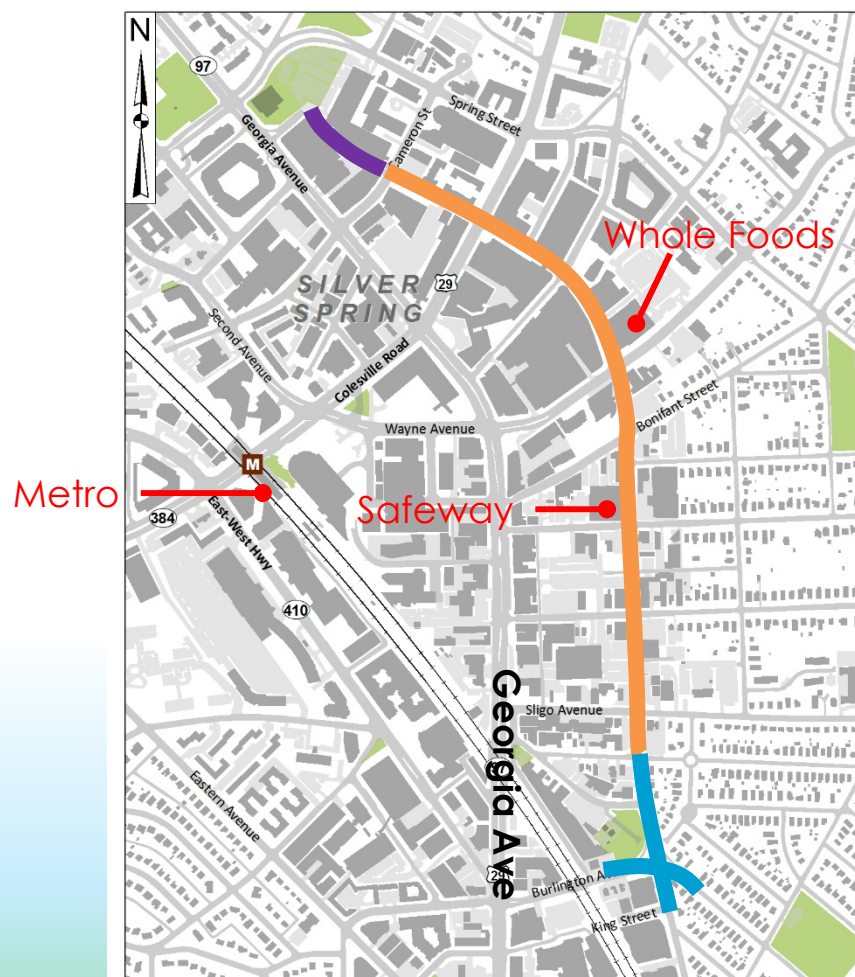 N
97
Georgia Avenue
Cameron St
Spring Street
Whole Foods
SILVER
SPRING
29
Second Avenue
Colesville Road
Bonifant Street
Wayne Avenue
M
Metro
Safeway
384
East-West Hwy
410
Georgia Ave
Sligo Avenue
Eastern Avenue
29
Burlington A
King Street